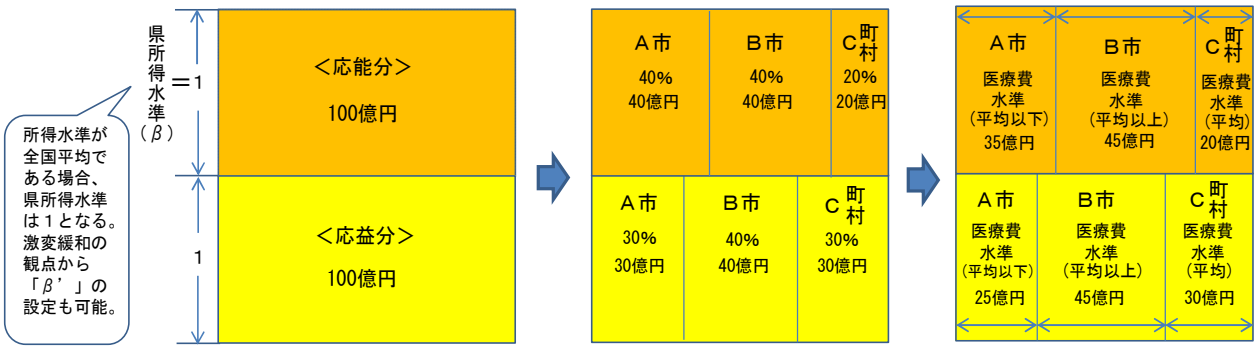 県所得水準(β)
＝1
1
所得水準が
全国平均で
ある場合、
県所得水準
は１となる。
激変緩和の
観点から
「β’」の
設定も可能。
＜応能分＞
100億円
＜応益分＞
100億円
Ａ市
40%
40億円
Ｂ市
40%
40億円
Ｃ町村
20%
20億円
Ａ市
30%
30億円
Ｂ市
40%
40億円
Ｃ町村
30%
30億円
Ａ市
医療費
水準
(平均以下)
35億円
Ｂ市
医療費
水準
(平均以上)
45億円
Ｃ町村
医療費
水準
(平均)
20億円
Ａ市
医療費
水準
(平均以下)
25億円
Ｂ市
医療費
水準
(平均以上)
45億円
Ｃ町村
医療費
水準
(平均)
30億円